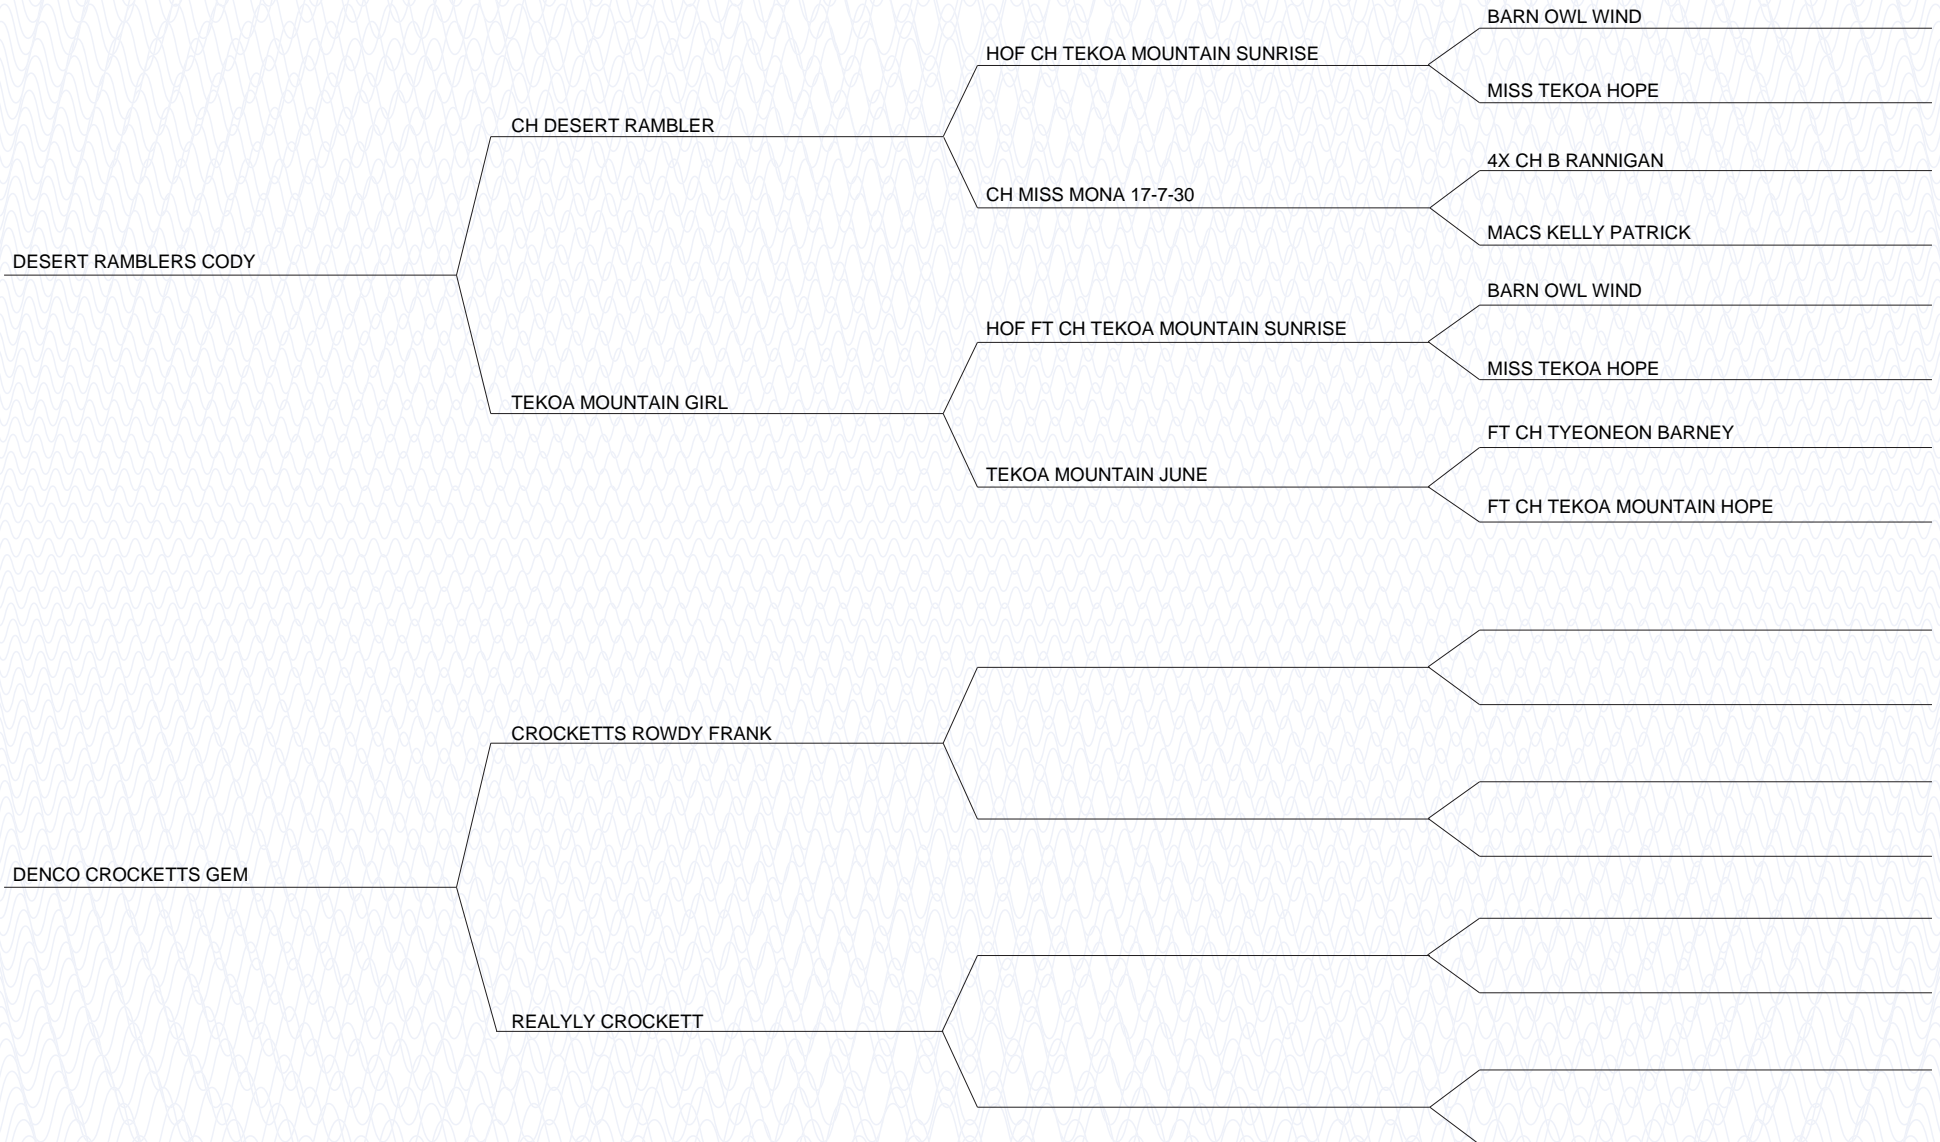 BARN OWL WIND
HOF CH TEKOA MOUNTAIN SUNRISE
MISS TEKOA HOPE
CH DESERT RAMBLER
4X CH B RANNIGAN
CH MISS MONA 17-7-30
MACS KELLY PATRICK
DESERT RAMBLERS CODY
BARN OWL WIND
HOF FT CH TEKOA MOUNTAIN SUNRISE
MISS TEKOA HOPE
TEKOA MOUNTAIN GIRL
FT CH TYEONEON BARNEY
TEKOA MOUNTAIN JUNE
FT CH TEKOA MOUNTAIN HOPE
CROCKETTS ROWDY FRANK
DENCO CROCKETTS GEM
REALYLY CROCKETT